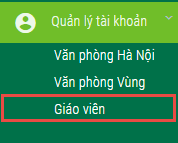 Quản lý tài khoản
Văn phòng Hà Nội
Văn phòng Vùng
Giáo viên